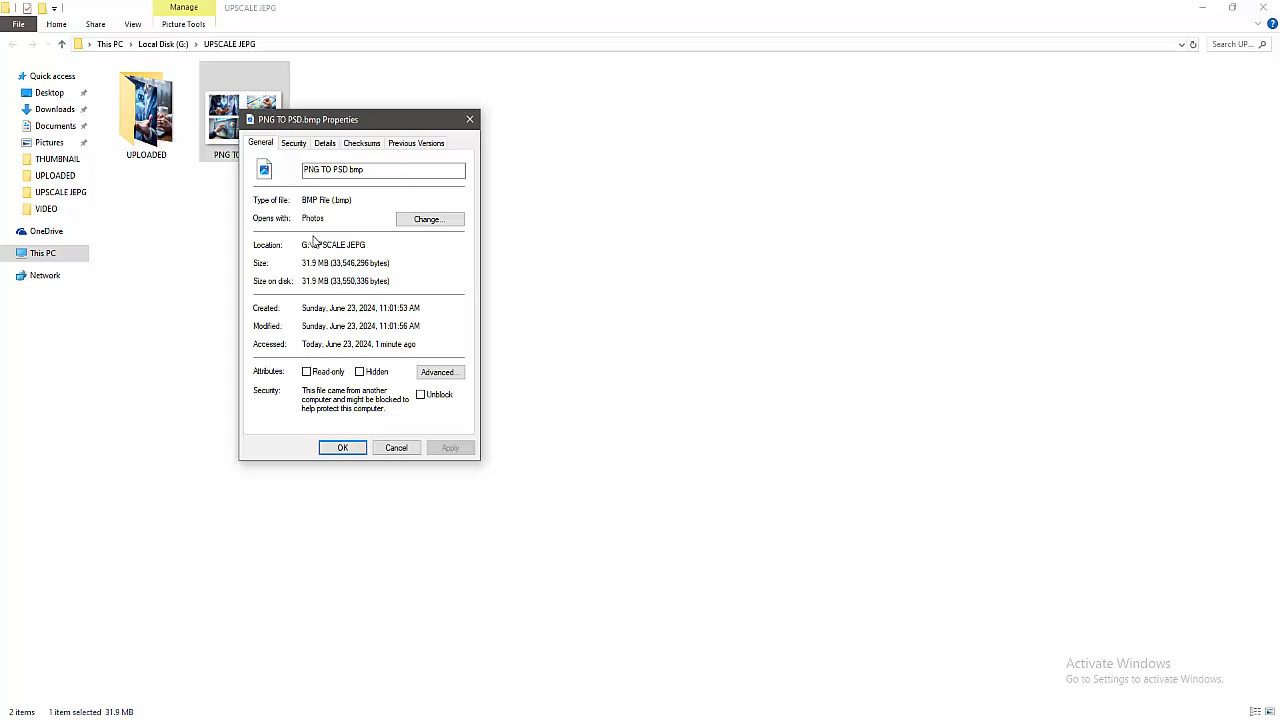 Manage
UPSCALE JEPG
File
Home
Share
View
Picture Tools
This PC
Local Disk (G:)
UPSCALE JEPG
Search UP...
Quick access
Desktop
Downloads
Documents
Pictures
THUMBNAIL
UPLOADED
UPSCALE JEPG
VIDEO
OneDrive
This PC
Network
UPLOADED
PNG TO
PNG TO PSD.bmp Properties
General
Security
Details
Checksums
Previous Versions
PNG TO PSD.bmp
Type of file:
BMP File (.bmp)
Opens with:
Photos
Change...
Location:
G:\UPSCALE JEPG
Size:
31.9 MB (33,546,296 bytes)
Size on disk:
31.9 MB (33,550,336 bytes)
Created:
Sunday, June 23, 2024, 11:01:53 AM
Modified:
Sunday, June 23, 2024, 11:01:56 AM
Accessed:
Today, June 23, 2024, 1 minute ago
Attributes:
Read-only
Hidden
Advanced...
Security:
This file came from another
computer and might be blocked to
help protect this computer.
Unblock
OK
Cancel
Apply
Activate Windows
Go to Settings to activate Windows.
2 items
1 item selected 31.9 MB